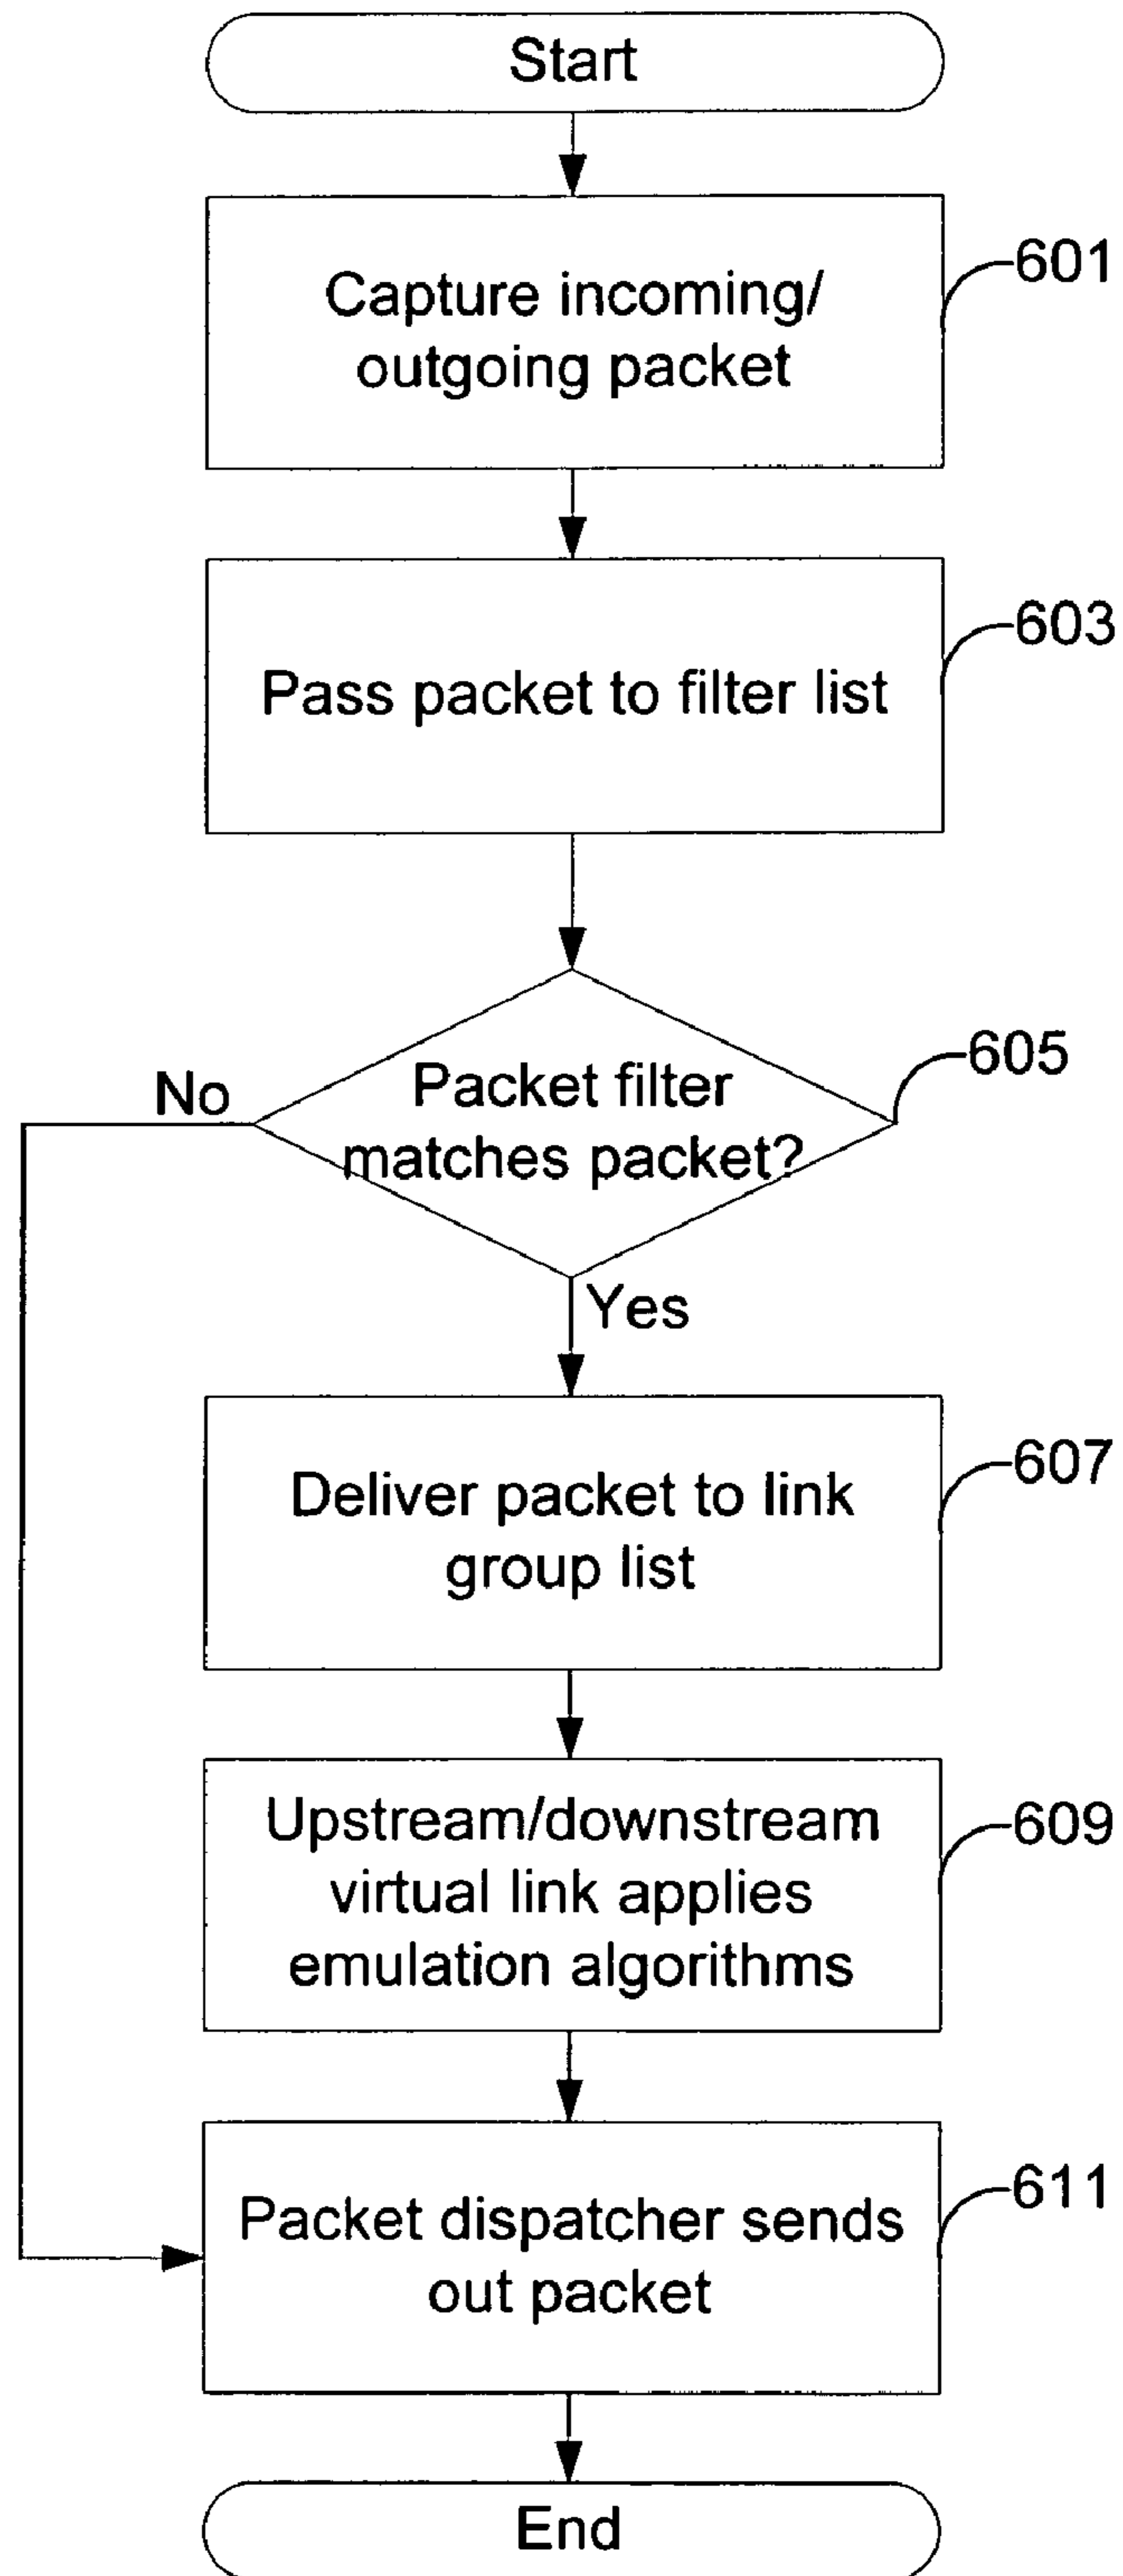 Start
Capture incoming/
outgoing packet
601
Pass packet to filter list
603
Packet filter
matches packet?
605
No
Yes
Deliver packet to link
group list
607
Upstream/downstream
virtual link applies
emulation algorithms
609
Packet dispatcher sends
out packet
611
End